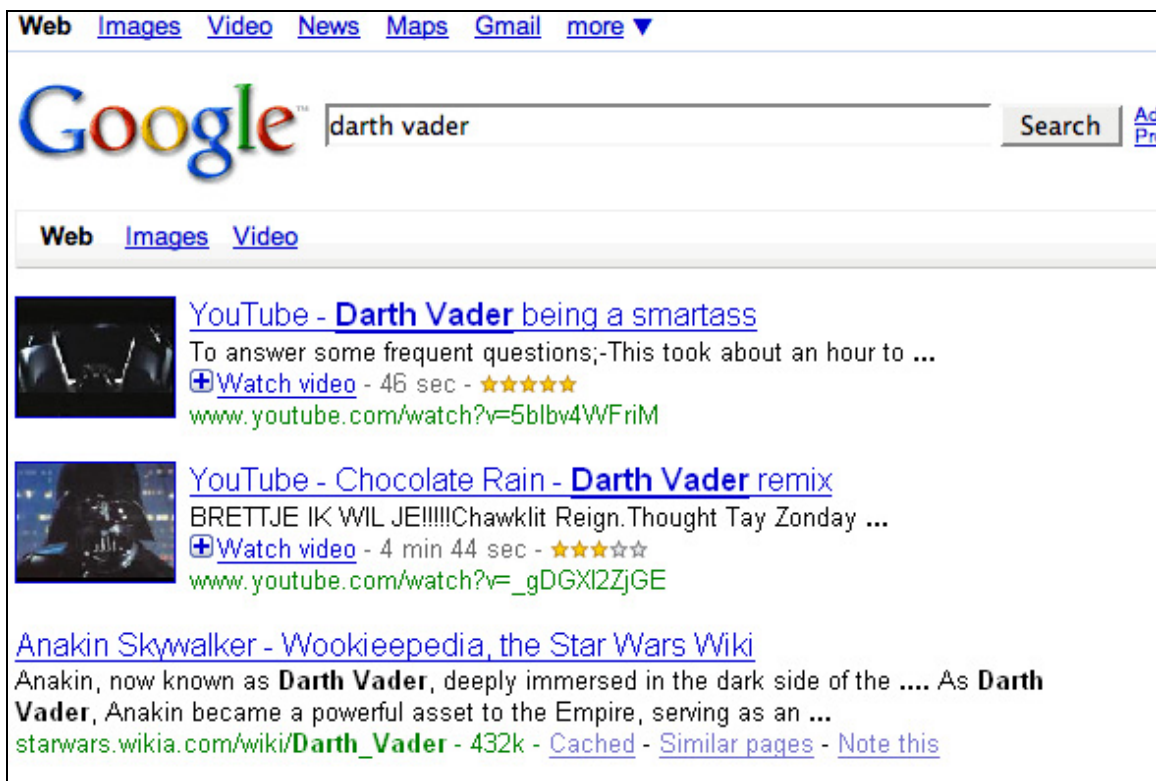 Web Images Video News Maps Gmail more ▼
Google™ darth vader Search Ad
Pr
Web Images Video
YouTube - Darth Vader being a smartass
To answer some frequent questions;-This took about an hour to ...
Watch video - 46 sec - ★★★★★
www.youtube.com/watch?v=5blbv4WFriM
YouTube - Chocolate Rain - Darth Vader remix
BRETTJE IK WIL JE!!!!!Chawklit Reign.Thought Tay Zonday ...
Watch video - 4 min 44 sec - ★★★☆☆
www.youtube.com/watch?v=_gDGXl2ZjGE
Anakin Skywalker - Wookieepedia, the Star Wars Wiki
Anakin, now known as Darth Vader, deeply immersed in the dark side of the .... As Darth
Vader, Anakin became a powerful asset to the Empire, serving as an ...
starwars.wikia.com/wiki/Darth_Vader - 432k - Cached - Similar pages - Note this